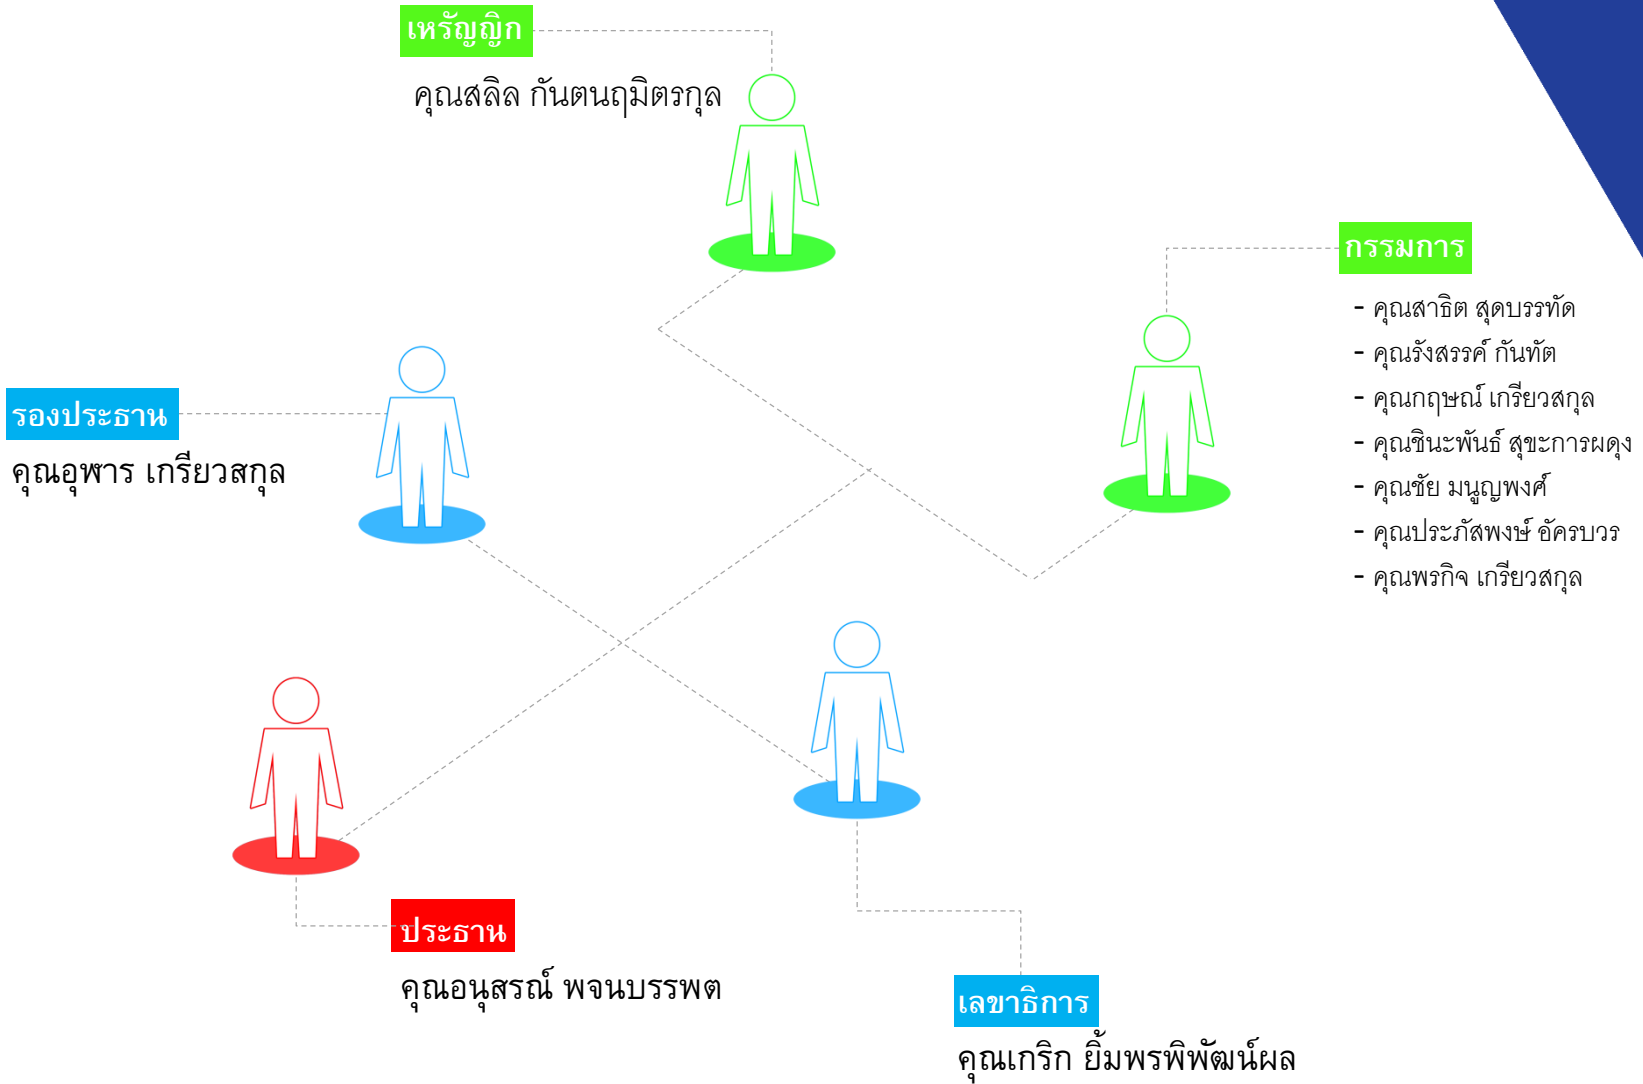 เหรัญญิก
คุณสลิล กันตนฤมิตรกุล
กรรมการ
- คุณสาธิต สุดบรรทัด
- คุณรังสรรค์ กันทัต
- คุณกฤษณ์ เกรียวสกุล
- คุณชินะพันธ์ สุขะการผดุง
- คุณชัย มนูญพงศ์
- คุณประภัสพงษ์ อัครบวร
- คุณพรกิจ เกรียวสกุล
รองประธาน
คุณอุฬาร เกรียวสกุล
ประธาน
คุณอนุสรณ์ พจนบรรพต
เลขาธิการ
คุณเกริก ยิ้มพรพิพัฒน์ผล